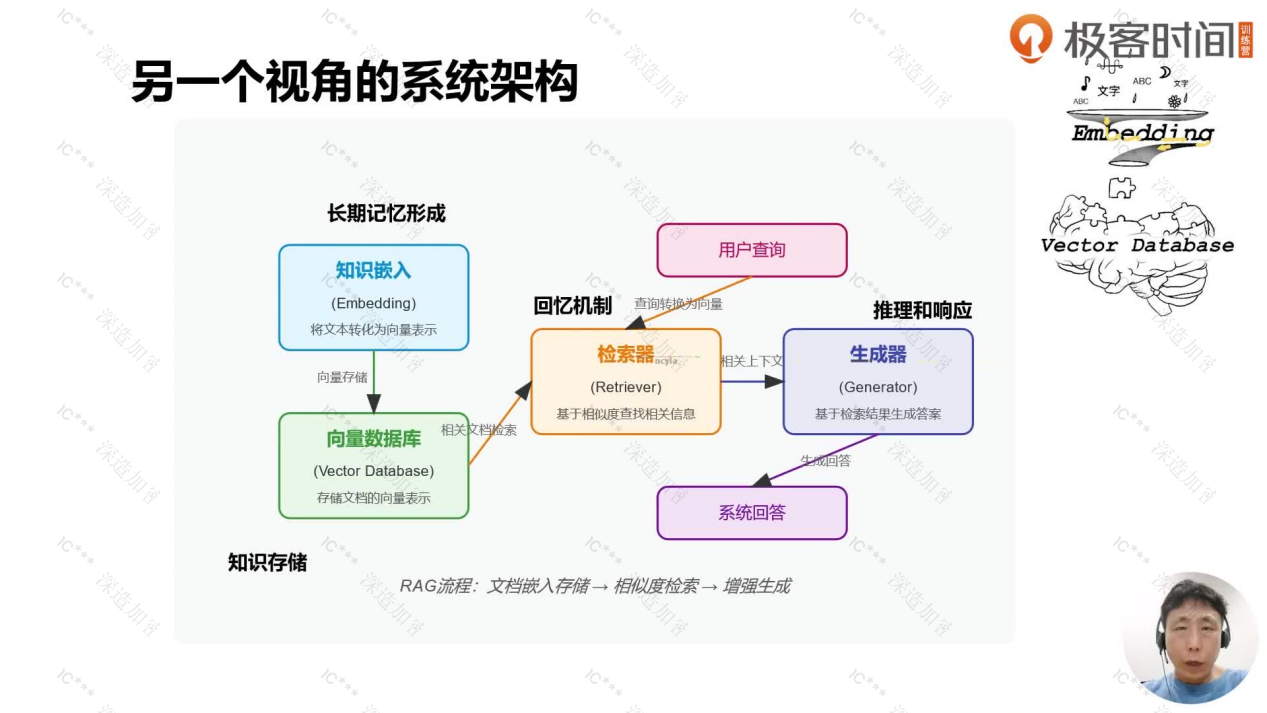 极客时间
训练营
另一个视角的系统架构
ABC
文字
文字
ABC
Embedding
Vector Database
长期记忆形成
知识嵌入
(Embedding)
将文本转化为向量表示
向量存储
向量数据库
(Vector Database)
存储文档的向量表示
知识存储
相关文档检索
用户查询
查询转换为向量
回忆机制
检索器
(Retriever)
基于相似度查找相关信息
相关上下文
推理和响应
生成器
(Generator)
基于检索结果生成答案
生成回答
系统回答
RAG流程：文档嵌入存储 → 相似度检索 → 增强生成
IC***
深造加密